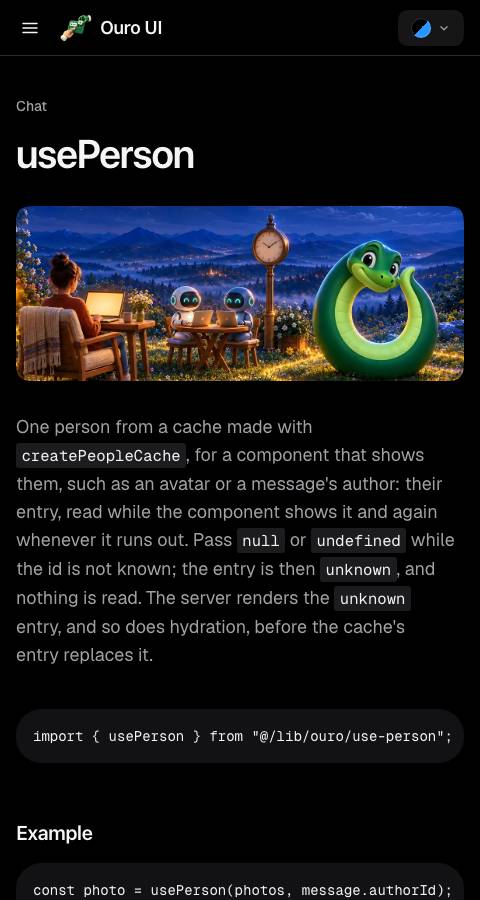 Ouro UI
Chat
usePerson
One person from a cache made with
createPeopleCache, for a component that shows
them, such as an avatar or a message's author: their
entry, read while the component shows it and again
whenever it runs out. Pass null or undefined while
the id is not known; the entry is then unknown, and
nothing is read. The server renders the unknown
entry, and so does hydration, before the cache's
entry replaces it.
import { usePerson } from "@/lib/ouro/use-person";
Example
const photo = usePerson(photos, message.authorId);